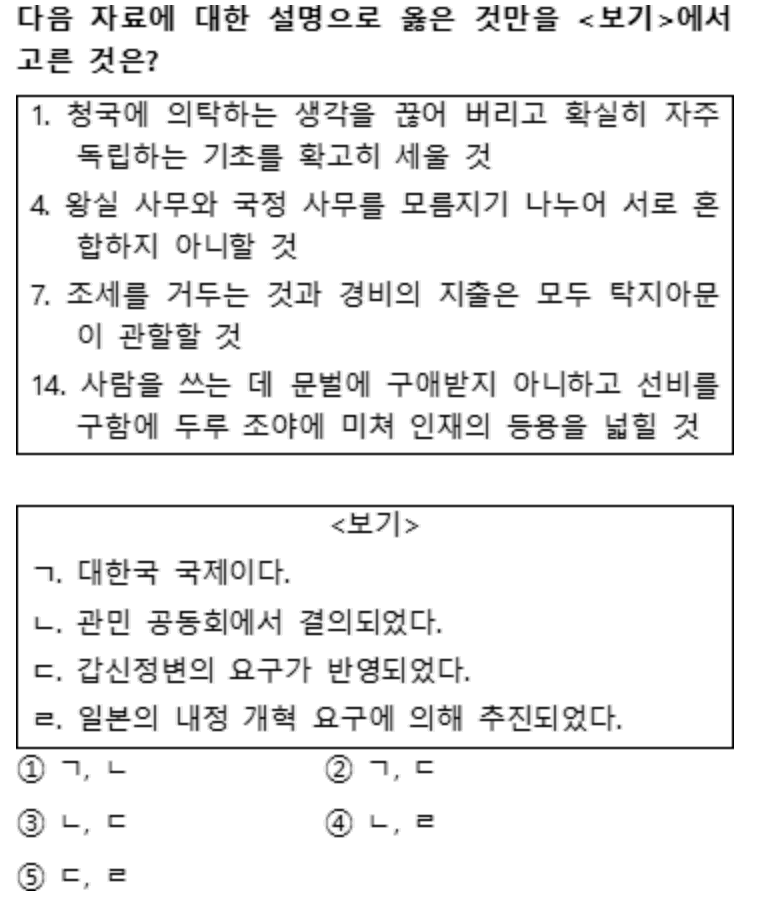 다음 자료에 대한 설명으로 옳은 것만을 <보기>에서
고른 것은?
1. 청국에 의탁하는 생각을 끊어 버리고 확실히 자주
독립하는 기초를 확고히 세울 것
4. 왕실 사무와 국정 사무를 모름지기 나누어 서로 혼
합하지 아니할 것
7. 조세를 거두는 것과 경비의 지출은 모두 탁지아문
이 관할할 것
14. 사람을 쓰는 데 문벌에 구애받지 아니하고 선비를
구함에 두루 조야에 미쳐 인재의 등용을 넓힐 것
<보기>
ㄱ. 대한국 국제이다.
ㄴ. 관민 공동회에서 결의되었다.
ㄷ. 갑신정변의 요구가 반영되었다.
ㄹ. 일본의 내정 개혁 요구에 의해 추진되었다.
① ㄱ, ㄴ ② ㄱ, ㄷ
③ ㄴ, ㄷ ④ ㄴ, ㄹ
⑤ ㄷ, ㄹ